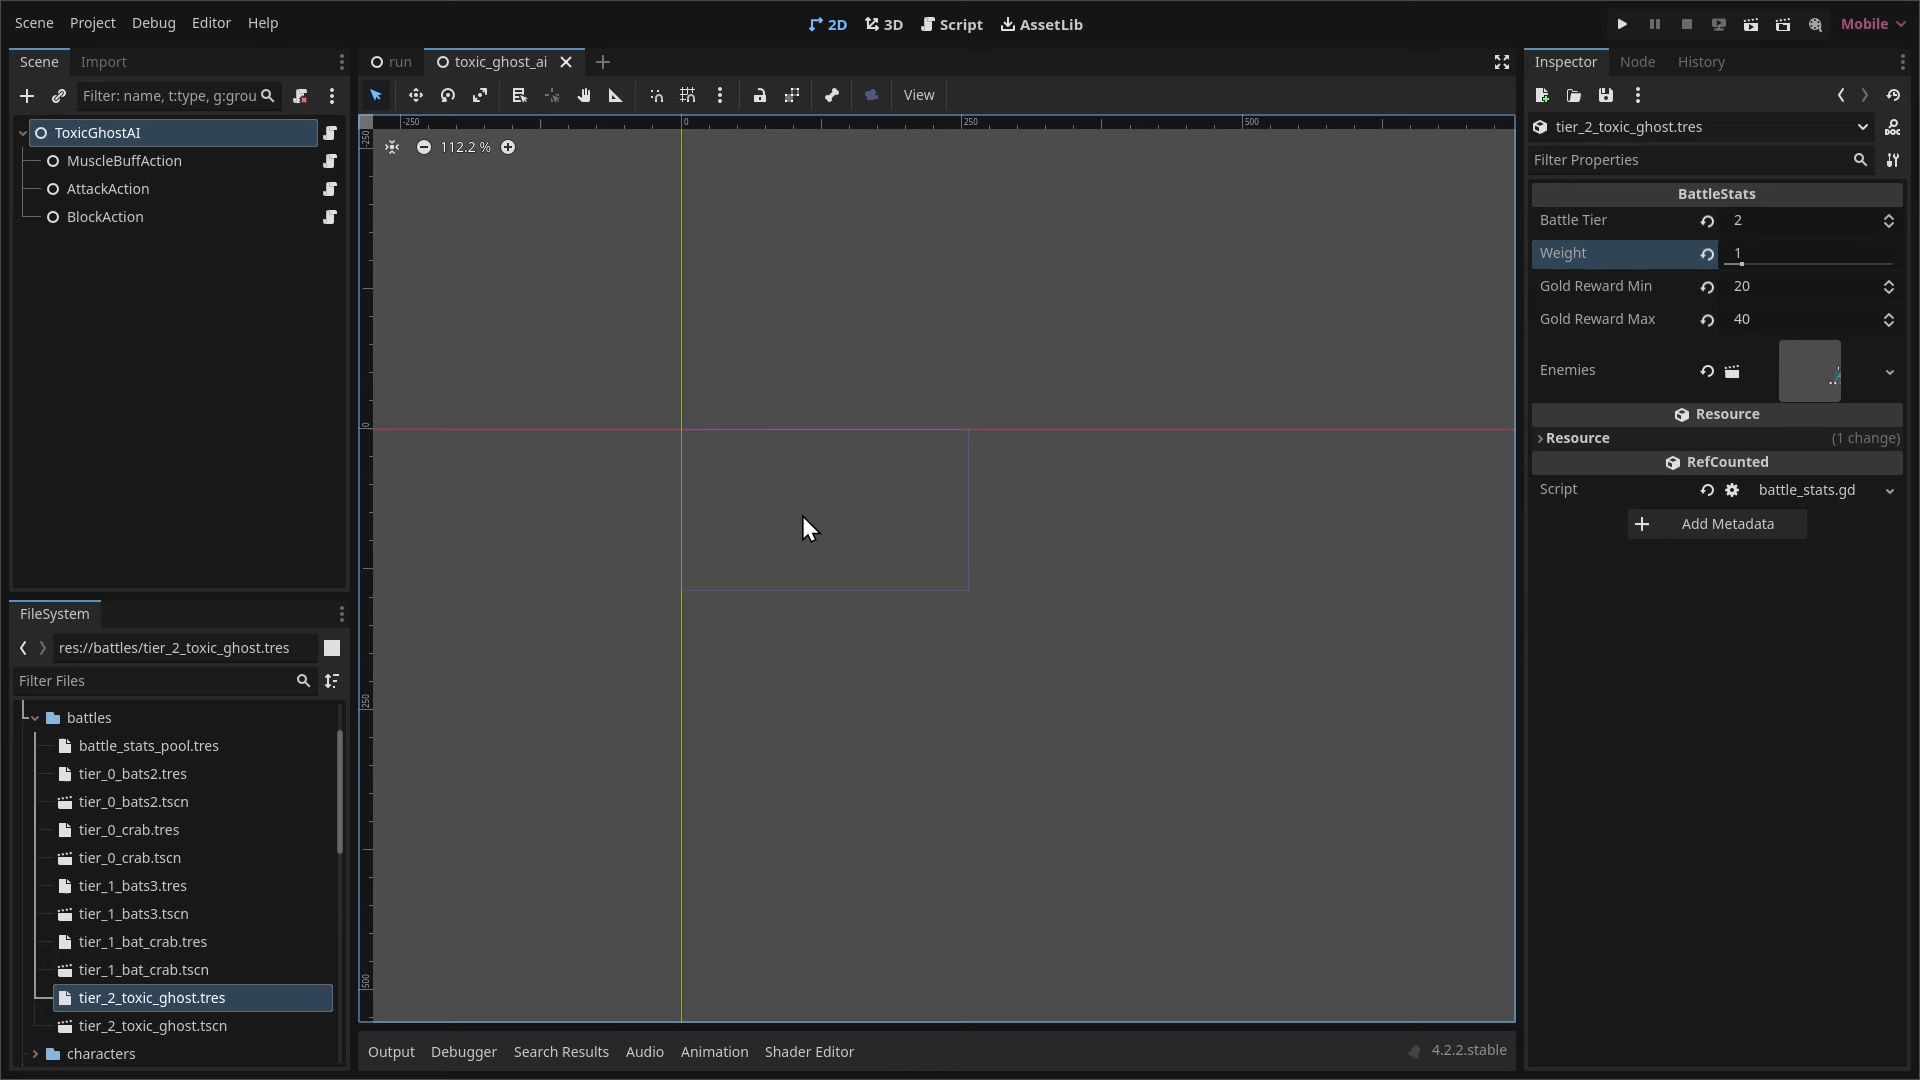 Scene Project Debug Editor Help
2D 3D Script AssetLib
Mobile
Scene Import
Filter: name, t:type, g:grou
ToxicGhostAI
MuscleBuffAction
AttackAction
BlockAction
FileSystem
res://battles/tier_2_toxic_ghost.tres
Filter Files
battles
battle_stats_pool.tres
tier_0_bats2.tres
tier_0_bats2.tscn
tier_0_crab.tres
tier_0_crab.tscn
tier_1_bats3.tres
tier_1_bats3.tscn
tier_1_bat_crab.tres
tier_1_bat_crab.tscn
tier_2_toxic_ghost.tres
tier_2_toxic_ghost.tscn
characters
run toxic_ghost_ai
View
-250 0 250 500
-250
112.2 %
0
250
500
Output Debugger Search Results Audio Animation Shader Editor
4.2.2.stable
Inspector Node History
tier_2_toxic_ghost.tres
Filter Properties
BattleStats
Battle Tier 2
Weight 1
Gold Reward Min 20
Gold Reward Max 40
Enemies
Resource
Resource (1 change)
RefCounted
Script battle_stats.gd
Add Metadata